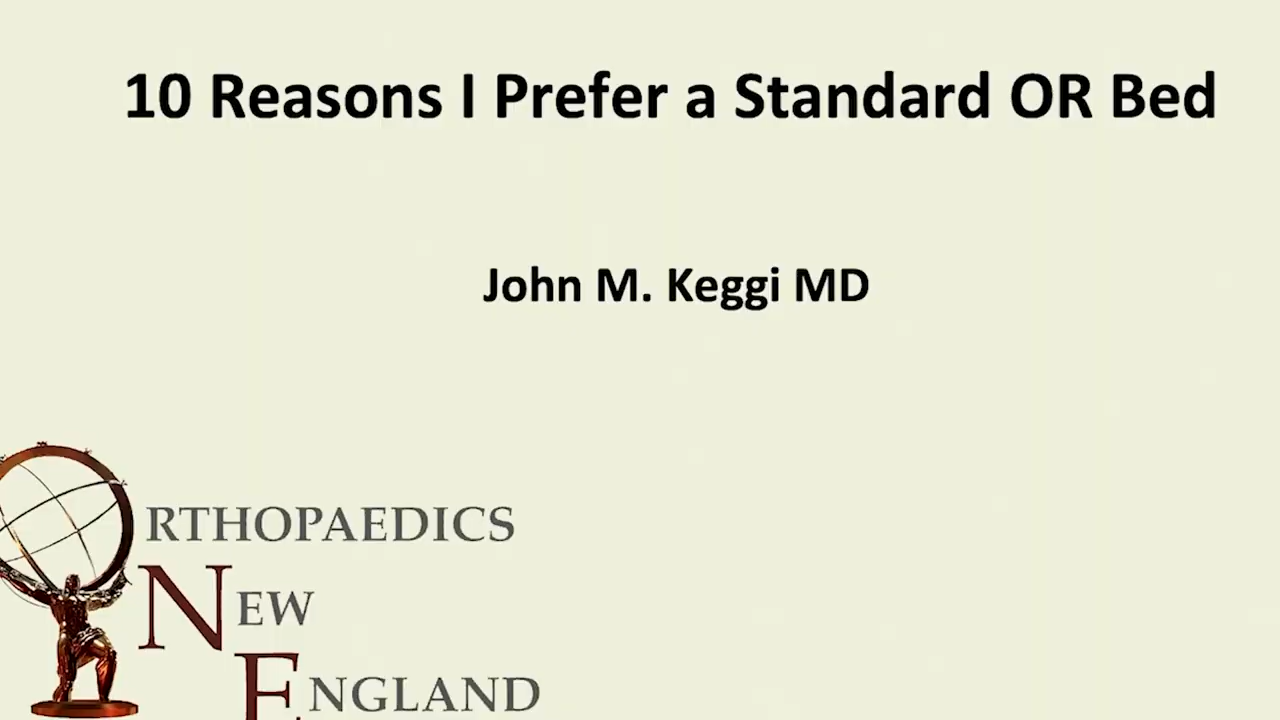 10 Reasons I Prefer a Standard OR Bed
John M. Keggi MD
RTHOPAEDICS
NEW
ENGLAND